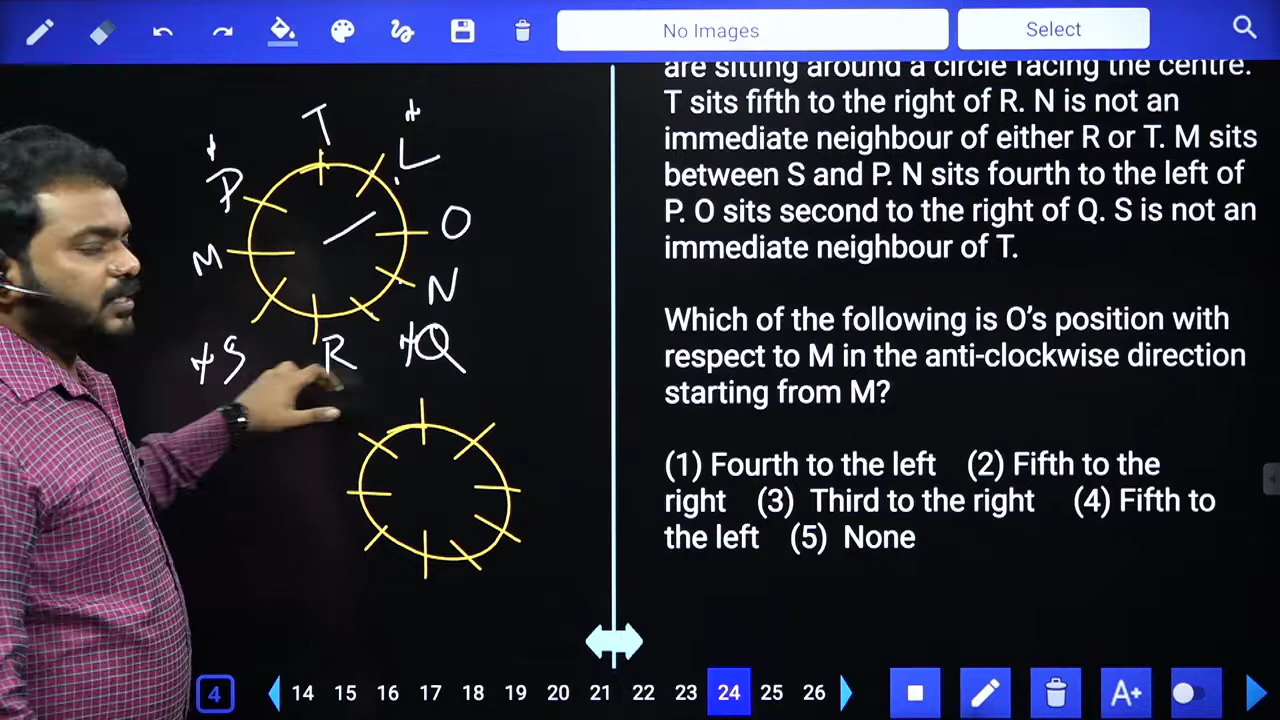 No Images
Select
are sitting around a circle facing the centre.
T sits fifth to the right of R. N is not an
immediate neighbour of either R or T. M sits
between S and P. N sits fourth to the left of
P. O sits second to the right of Q. S is not an
immediate neighbour of T.
Which of the following is O’s position with
respect to M in the anti-clockwise direction
starting from M?
(1) Fourth to the left (2) Fifth to the
right (3) Third to the right (4) Fifth to
the left (5) None
T
L
P
O
M
N
S
R
Q
4
14 15 16 17 18 19 20 21 22 23 24 25 26
A+